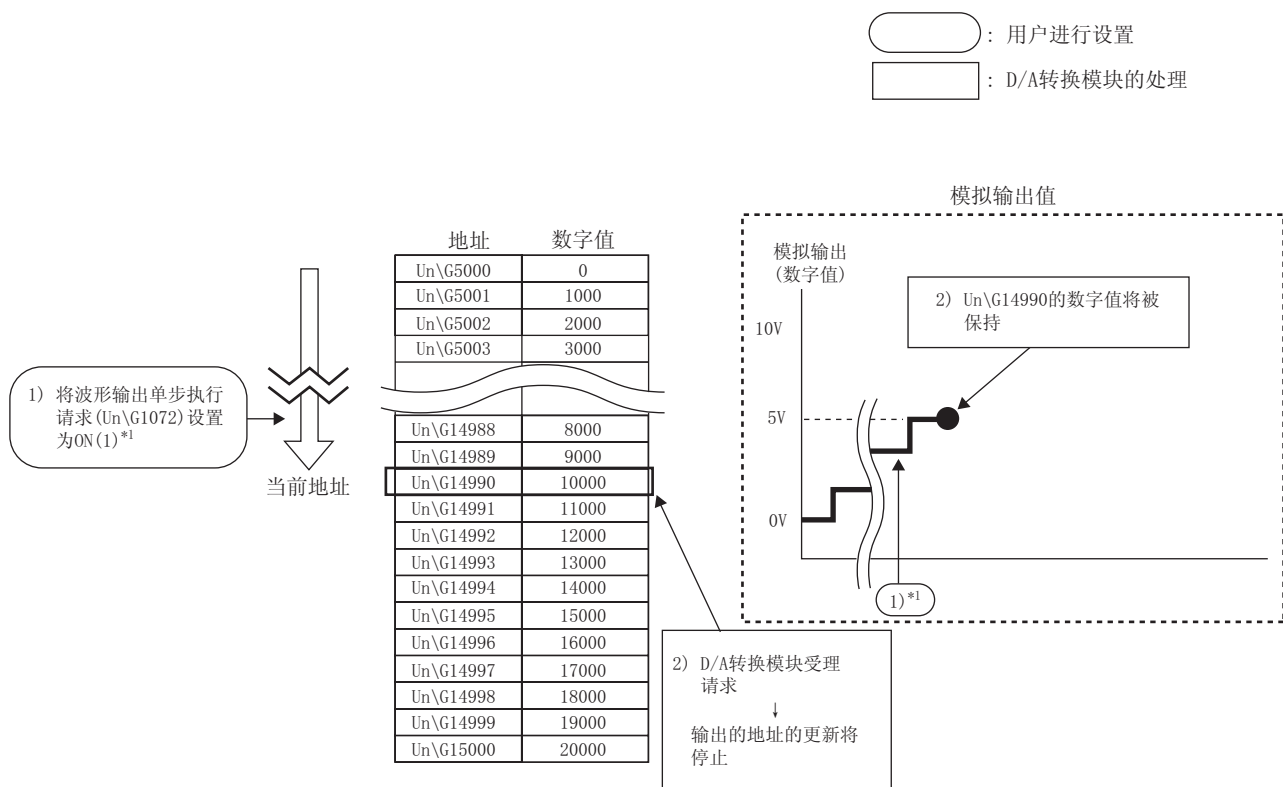 : 用户进行设置
: D/A转换模块的处理
模拟输出值
地址 数字值
Un\G5000 0
Un\G5001 1000
Un\G5002 2000
Un\G5003 3000
Un\G14988 8000
Un\G14989 9000
Un\G14990 10000
Un\G14991 11000
Un\G14992 12000
Un\G14993 13000
Un\G14994 14000
Un\G14995 15000
Un\G14996 16000
Un\G14997 17000
Un\G14998 18000
Un\G14999 19000
Un\G15000 20000
1) 将波形输出单步执行
请求(Un\G1072)设置
为ON(1)*1
当前地址
模拟输出
(数字值)
10V
5V
0V
2) Un\G14990的数字值将被
保持
1)*1
2) D/A转换模块受理
请求
↓
输出的地址的更新将
停止